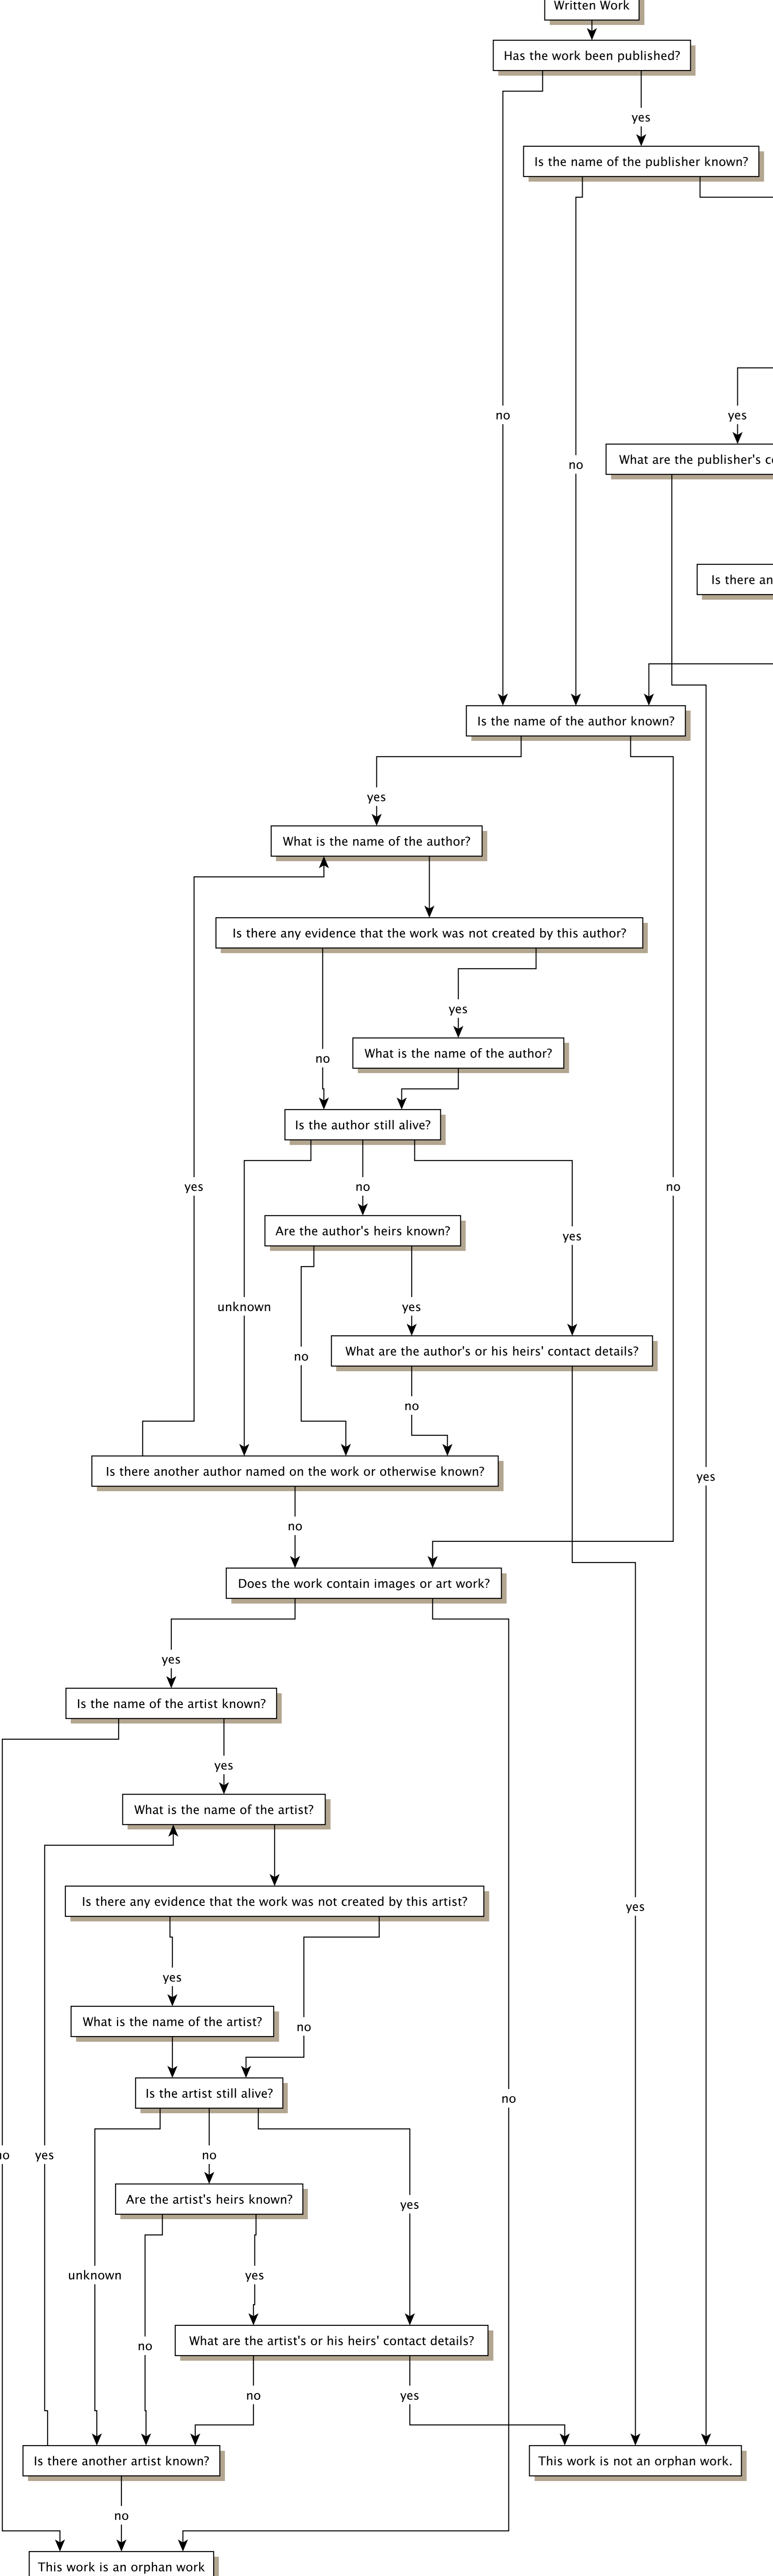 Written Work
Has the work been published?
yes
Is the name of the publisher known?
yes
no
no
What are the publisher's
Is there an
Is the name of the author known?
yes
What is the name of the author?
Is there any evidence that the work was not created by this author?
yes
What is the name of the author?
no
Is the author still alive?
yes
no
no
Are the author's heirs known?
yes
unknown
yes
no
What are the author's or his heirs' contact details?
no
Is there another author named on the work or otherwise known?
yes
no
Does the work contain images or art work?
yes
Is the name of the artist known?
yes
What is the name of the artist?
Is there any evidence that the work was not created by this artist?
yes
yes
What is the name of the artist?
no
Is the artist still alive?
no
no
yes
no
Are the artist's heirs known?
yes
unknown
yes
no
What are the artist's or his heirs' contact details?
no
yes
Is there another artist known?
This work is not an orphan work.
no
This work is an orphan work